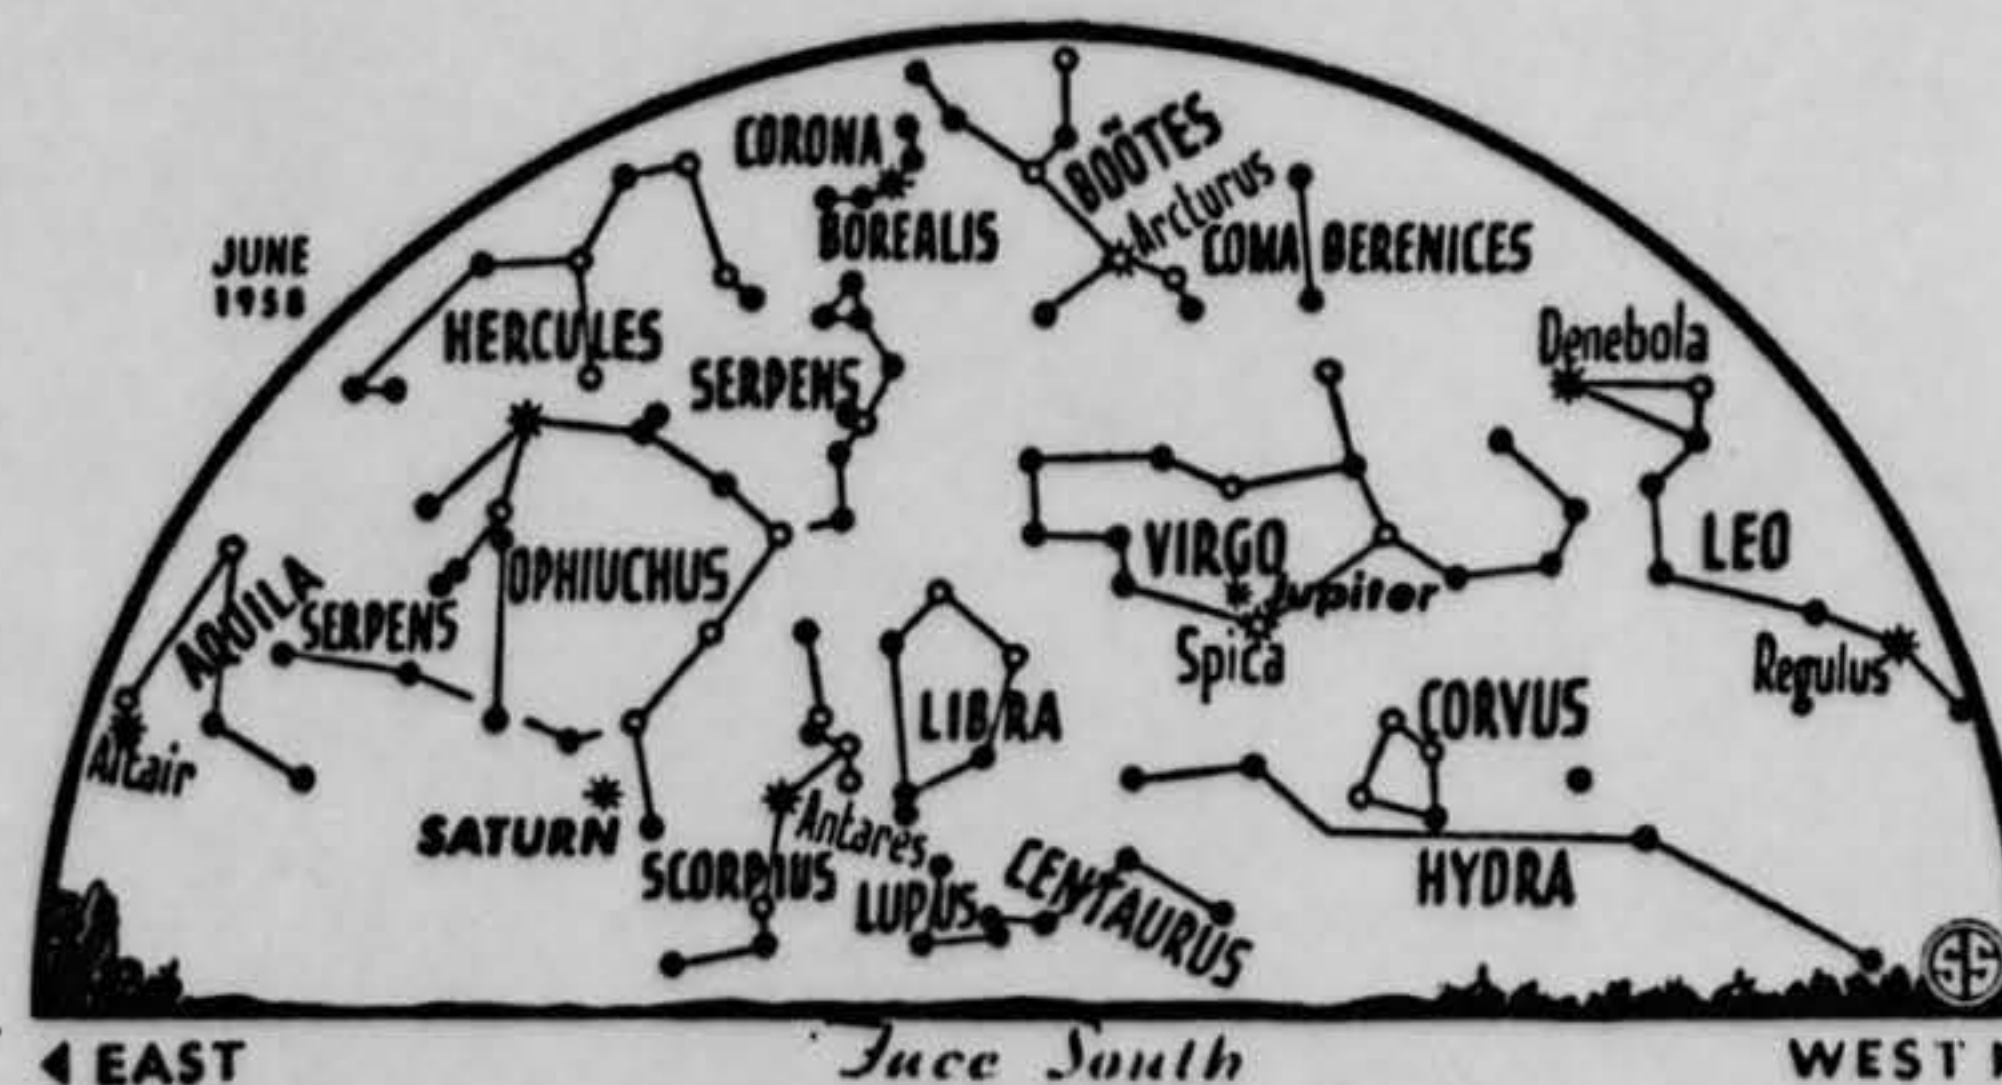 CORONA
BOREALIS
BOÖTES
Arcturus
COMA BERENICES
JUNE
1958
HERCULES
SERPENS
Denebola
AQUILA
SERPENS
OPHIUCHUS
VIRGO
Jupiter
Spica
LEO
Regulus
Altair
LIBRA
CORVUS
SATURN
Antares
SCORPIUS
LUPUS
CENTAURUS
HYDRA
SIS
EAST
Face South
WEST